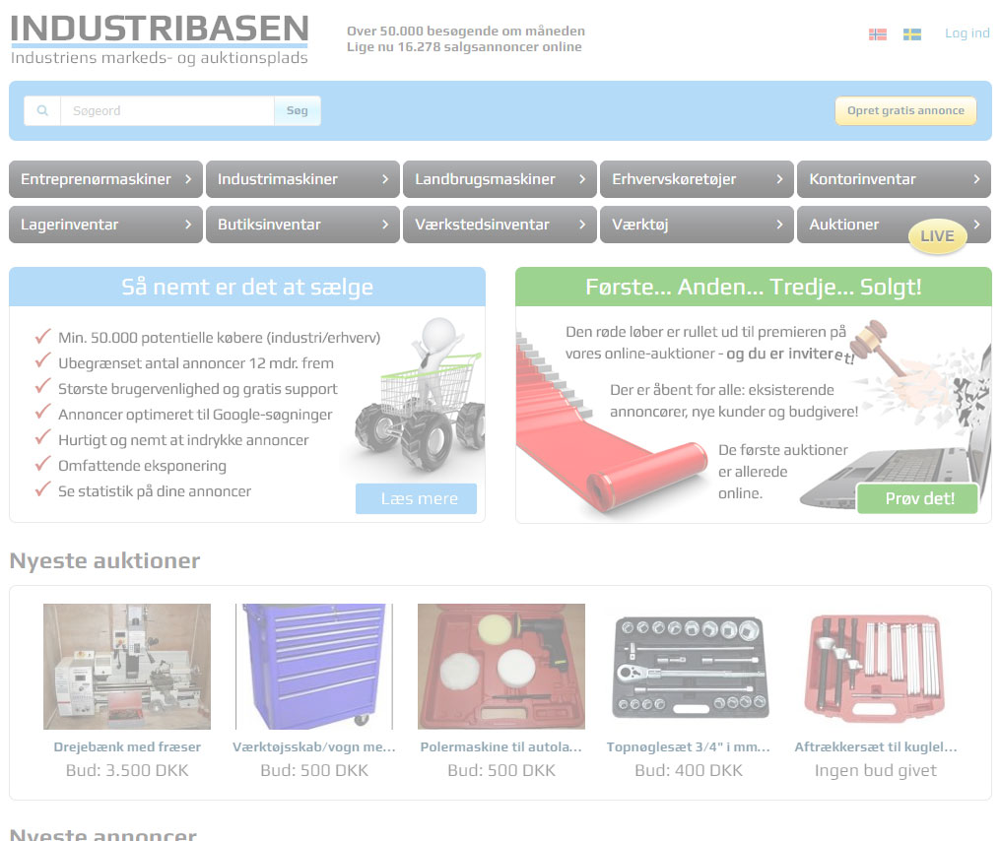 INDUSTRIBASEN
Industriens markeds- og auktionsplads
Over 50.000 besøgende om måneden
Lige nu 16.278 salgsannoncer online
Log ind
Søgeord
Søg
Opret gratis annonce
Entreprenørmaskiner
Industrimaskiner
Landbrugsmaskiner
Erhvervskøretøjer
Kontorinventar
Lagerinventar
Butiksinventar
Værkstedsinventar
Værktøj
Auktioner
LIVE
Så nemt er det at sælge
Min. 50.000 potentielle købere (industri/erhverv)
Ubegrænset antal annoncer 12 mdr. frem
Største brugervenlighed og gratis support
Annoncer optimeret til Google-søgninger
Hurtigt og nemt at indrykke annoncer
Omfattende eksponering
Se statistik på dine annoncer
Læs mere
Første... Anden... Tredje... Solgt!
Den røde løber er rullet ud til premieren på
vores online-auktioner - og du er inviteret!
Der er åbent for alle: eksisterende
annoncører, nye kunder og budgivere!
De første auktioner
er allerede
online.
Prøv det!
Nyeste auktioner
Drejebænk med fræser
Bud: 3.500 DKK
Værktøjsskab/vogn me...
Bud: 500 DKK
Polermaskine til autola...
Bud: 500 DKK
Topnøglesæt 3/4" i mm...
Bud: 400 DKK
Aftrækkersæt til kuglel...
Ingen bud givet
Nyeste annoncer